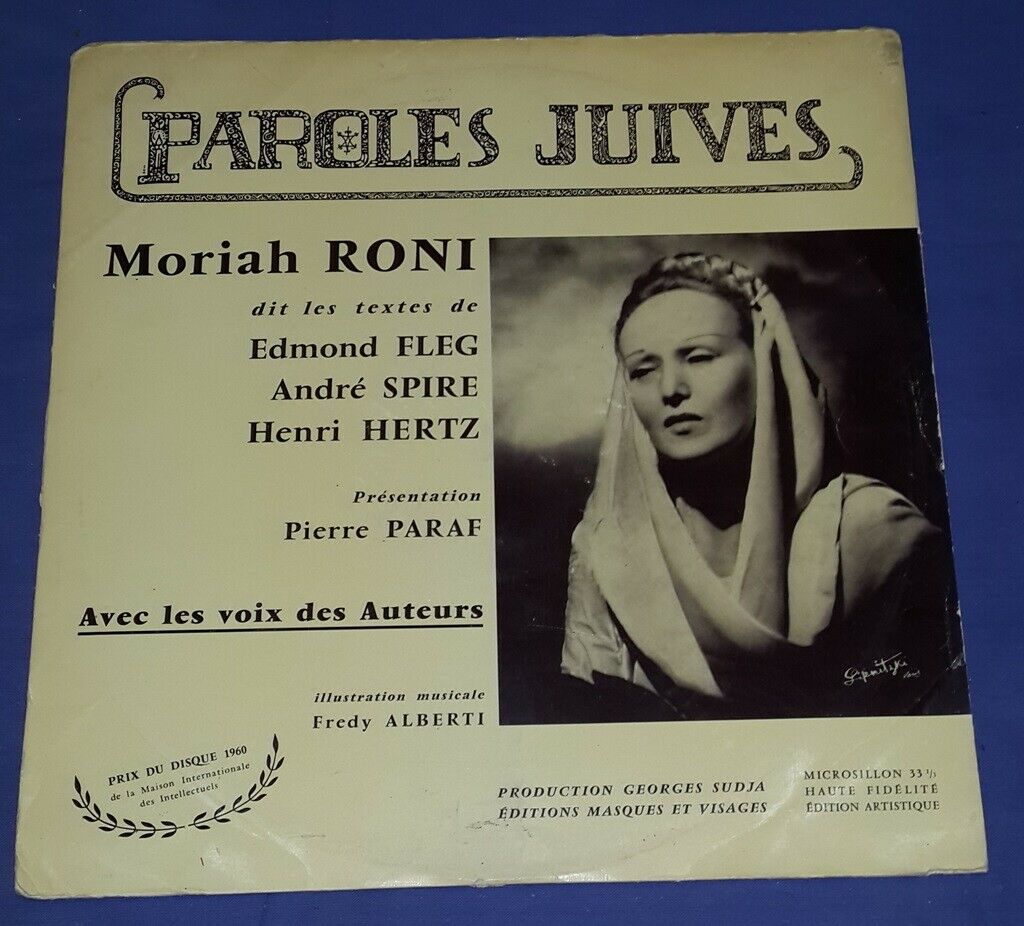 PAROLES JUIVES
Moriah RONI
dit les textes de
Edmond FLEG
André SPIRE
Henri HERTZ
Présentation
Pierre PARAF
Avec les voix des Auteurs
illustration musicale
Fredy ALBERTI
PRIX DU DISQUE 1960
de la Maison Internationale
des Intellectuels
Lipnitzki
PRODUCTION GEORGES SUDJA
ÉDITIONS MASQUES ET VISAGES
MICROSILLON 33 1/3
HAUTE FIDÉLITÉ
ÉDITION ARTISTIQUE